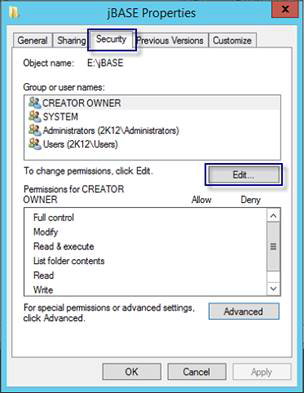 jBASE Properties
General Sharing Security Previous Versions Customize
Object name: E:\jBASE
Group or user names:
CREATOR OWNER
SYSTEM
Administrators (2K12\Administrators)
Users (2K12\Users)
To change permissions, click Edit.
Edit...
Permissions for CREATOR
OWNER Allow Deny
Full control
Modify
Read & execute
List folder contents
Read
Write
For special permissions or advanced settings,
click Advanced.
Advanced
OK Cancel Apply